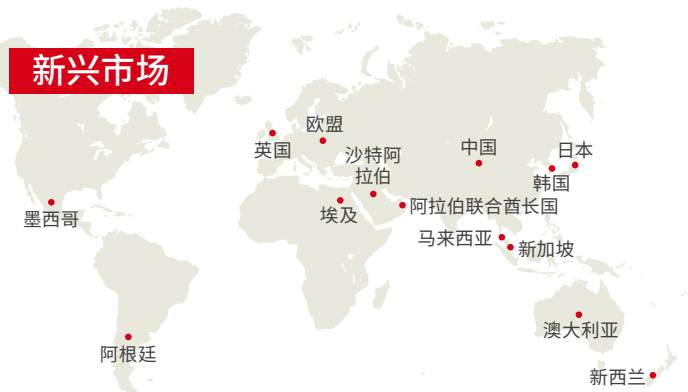 新兴市场
欧盟
英国
中国
日本
沙特阿
拉伯
韩国
阿拉伯联合酋长国
埃及
墨西哥
马来西亚
新加坡
澳大利亚
阿根廷
新西兰